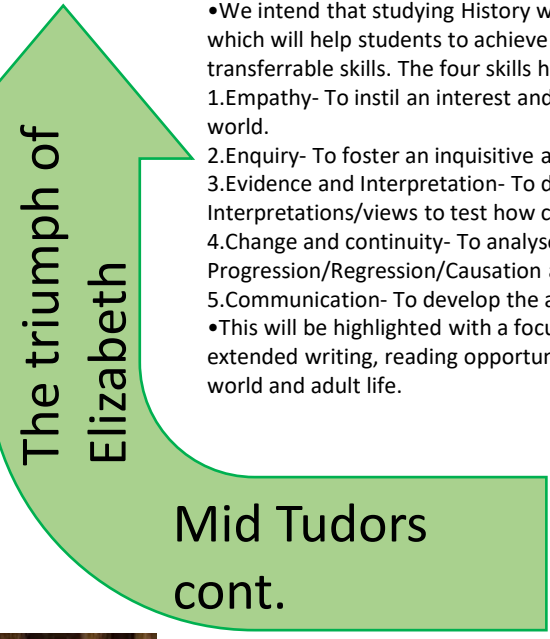 •We intend that studying History w
which will help students to achieve
transferrable skills. The four skills h
1.Empathy- To instil an interest and
world.
2.Enquiry- To foster an inquisitive a
3.Evidence and Interpretation- To d
Interpretations/views to test how c
4.Change and continuity- To analyse
Progression/Regression/Causation a
5.Communication- To develop the a
•This will be highlighted with a focu
extended writing, reading opportun
world and adult life.
The triumph of
Elizabeth
Mid Tudors
cont.